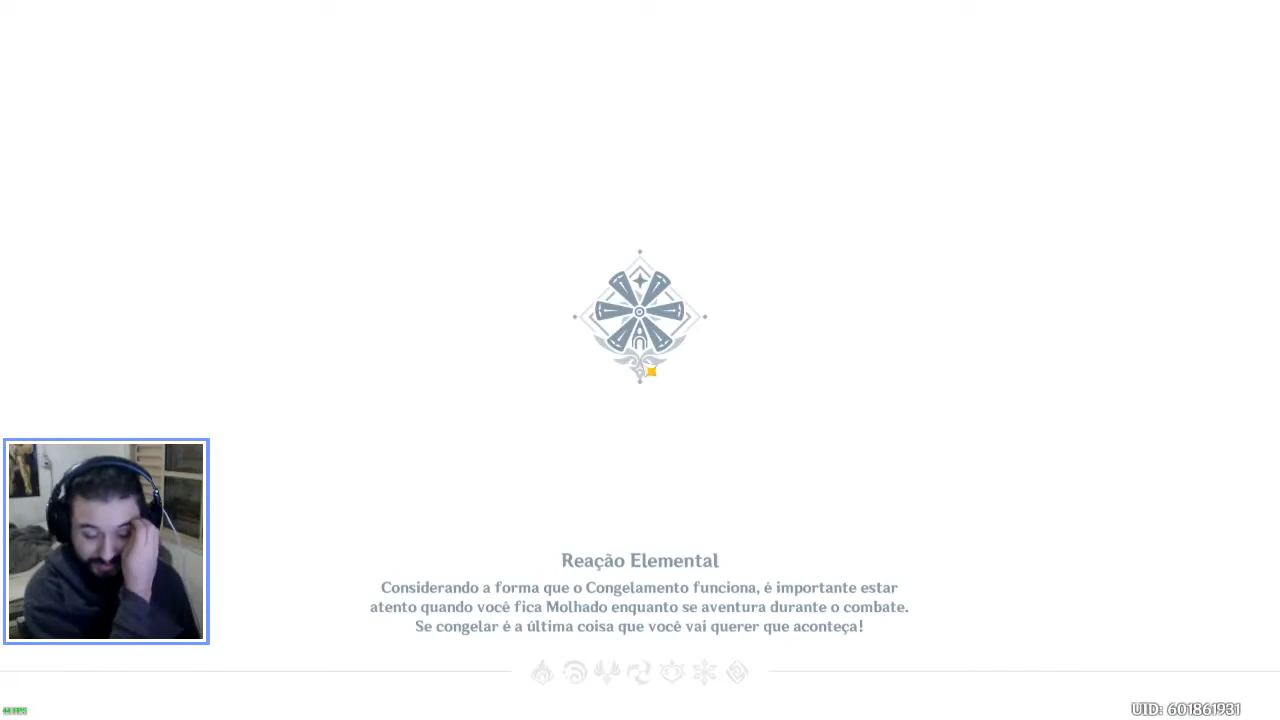 Reação Elemental
Considerando a forma que o Congelamento funciona, é importante estar
atento quando você fica Molhado enquanto se aventura durante o combate.
Se congelar é a última coisa que você vai querer que aconteça!
UID: 601861931